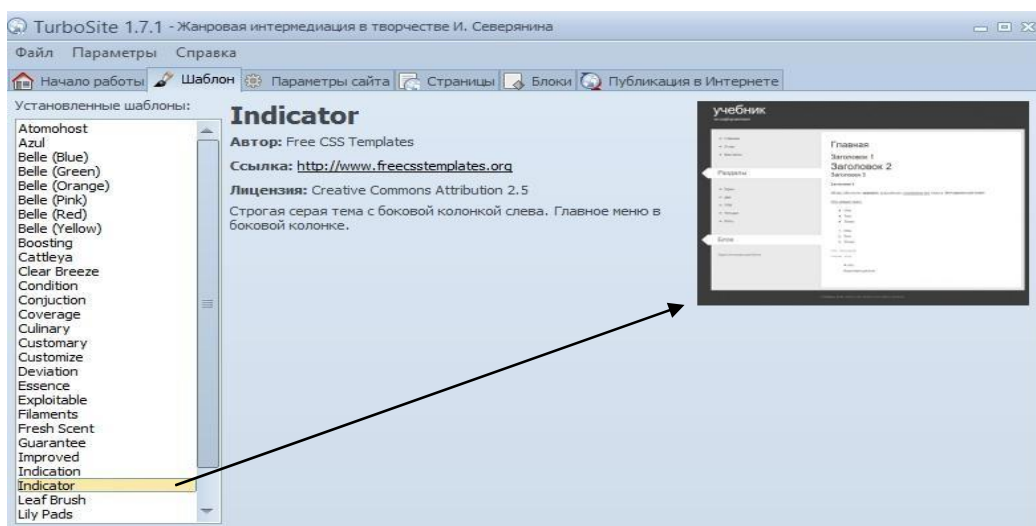 TurboSite 1.7.1 - Жанровая интермедиация в творчестве И. Северянина
Файл Параметры Справка
Начало работы Шаблон Параметры сайта Страницы Блоки Публикация в Интернете
Установленные шаблоны:
Atomohost
Azul
Belle (Blue)
Belle (Green)
Belle (Orange)
Belle (Pink)
Belle (Red)
Belle (Yellow)
Boosting
Cattleya
Clear Breeze
Condition
Conjuction
Coverage
Culinary
Customary
Customize
Deviation
Essence
Exploitable
Filaments
Fresh Scent
Guarantee
Improved
Indication
Indicator
Leaf Brush
Lily Pads
Indicator
Автор: Free CSS Templates
Ссылка: http://www.freecsstemplates.org
Лицензия: Creative Commons Attribution 2.5
Строгая серая тема с боковой колонкой слева. Главное меню в
боковой колонке.
учебник
Разделы
Блок
Главная
Заголовок 1
Заголовок 2
Заголовок 3